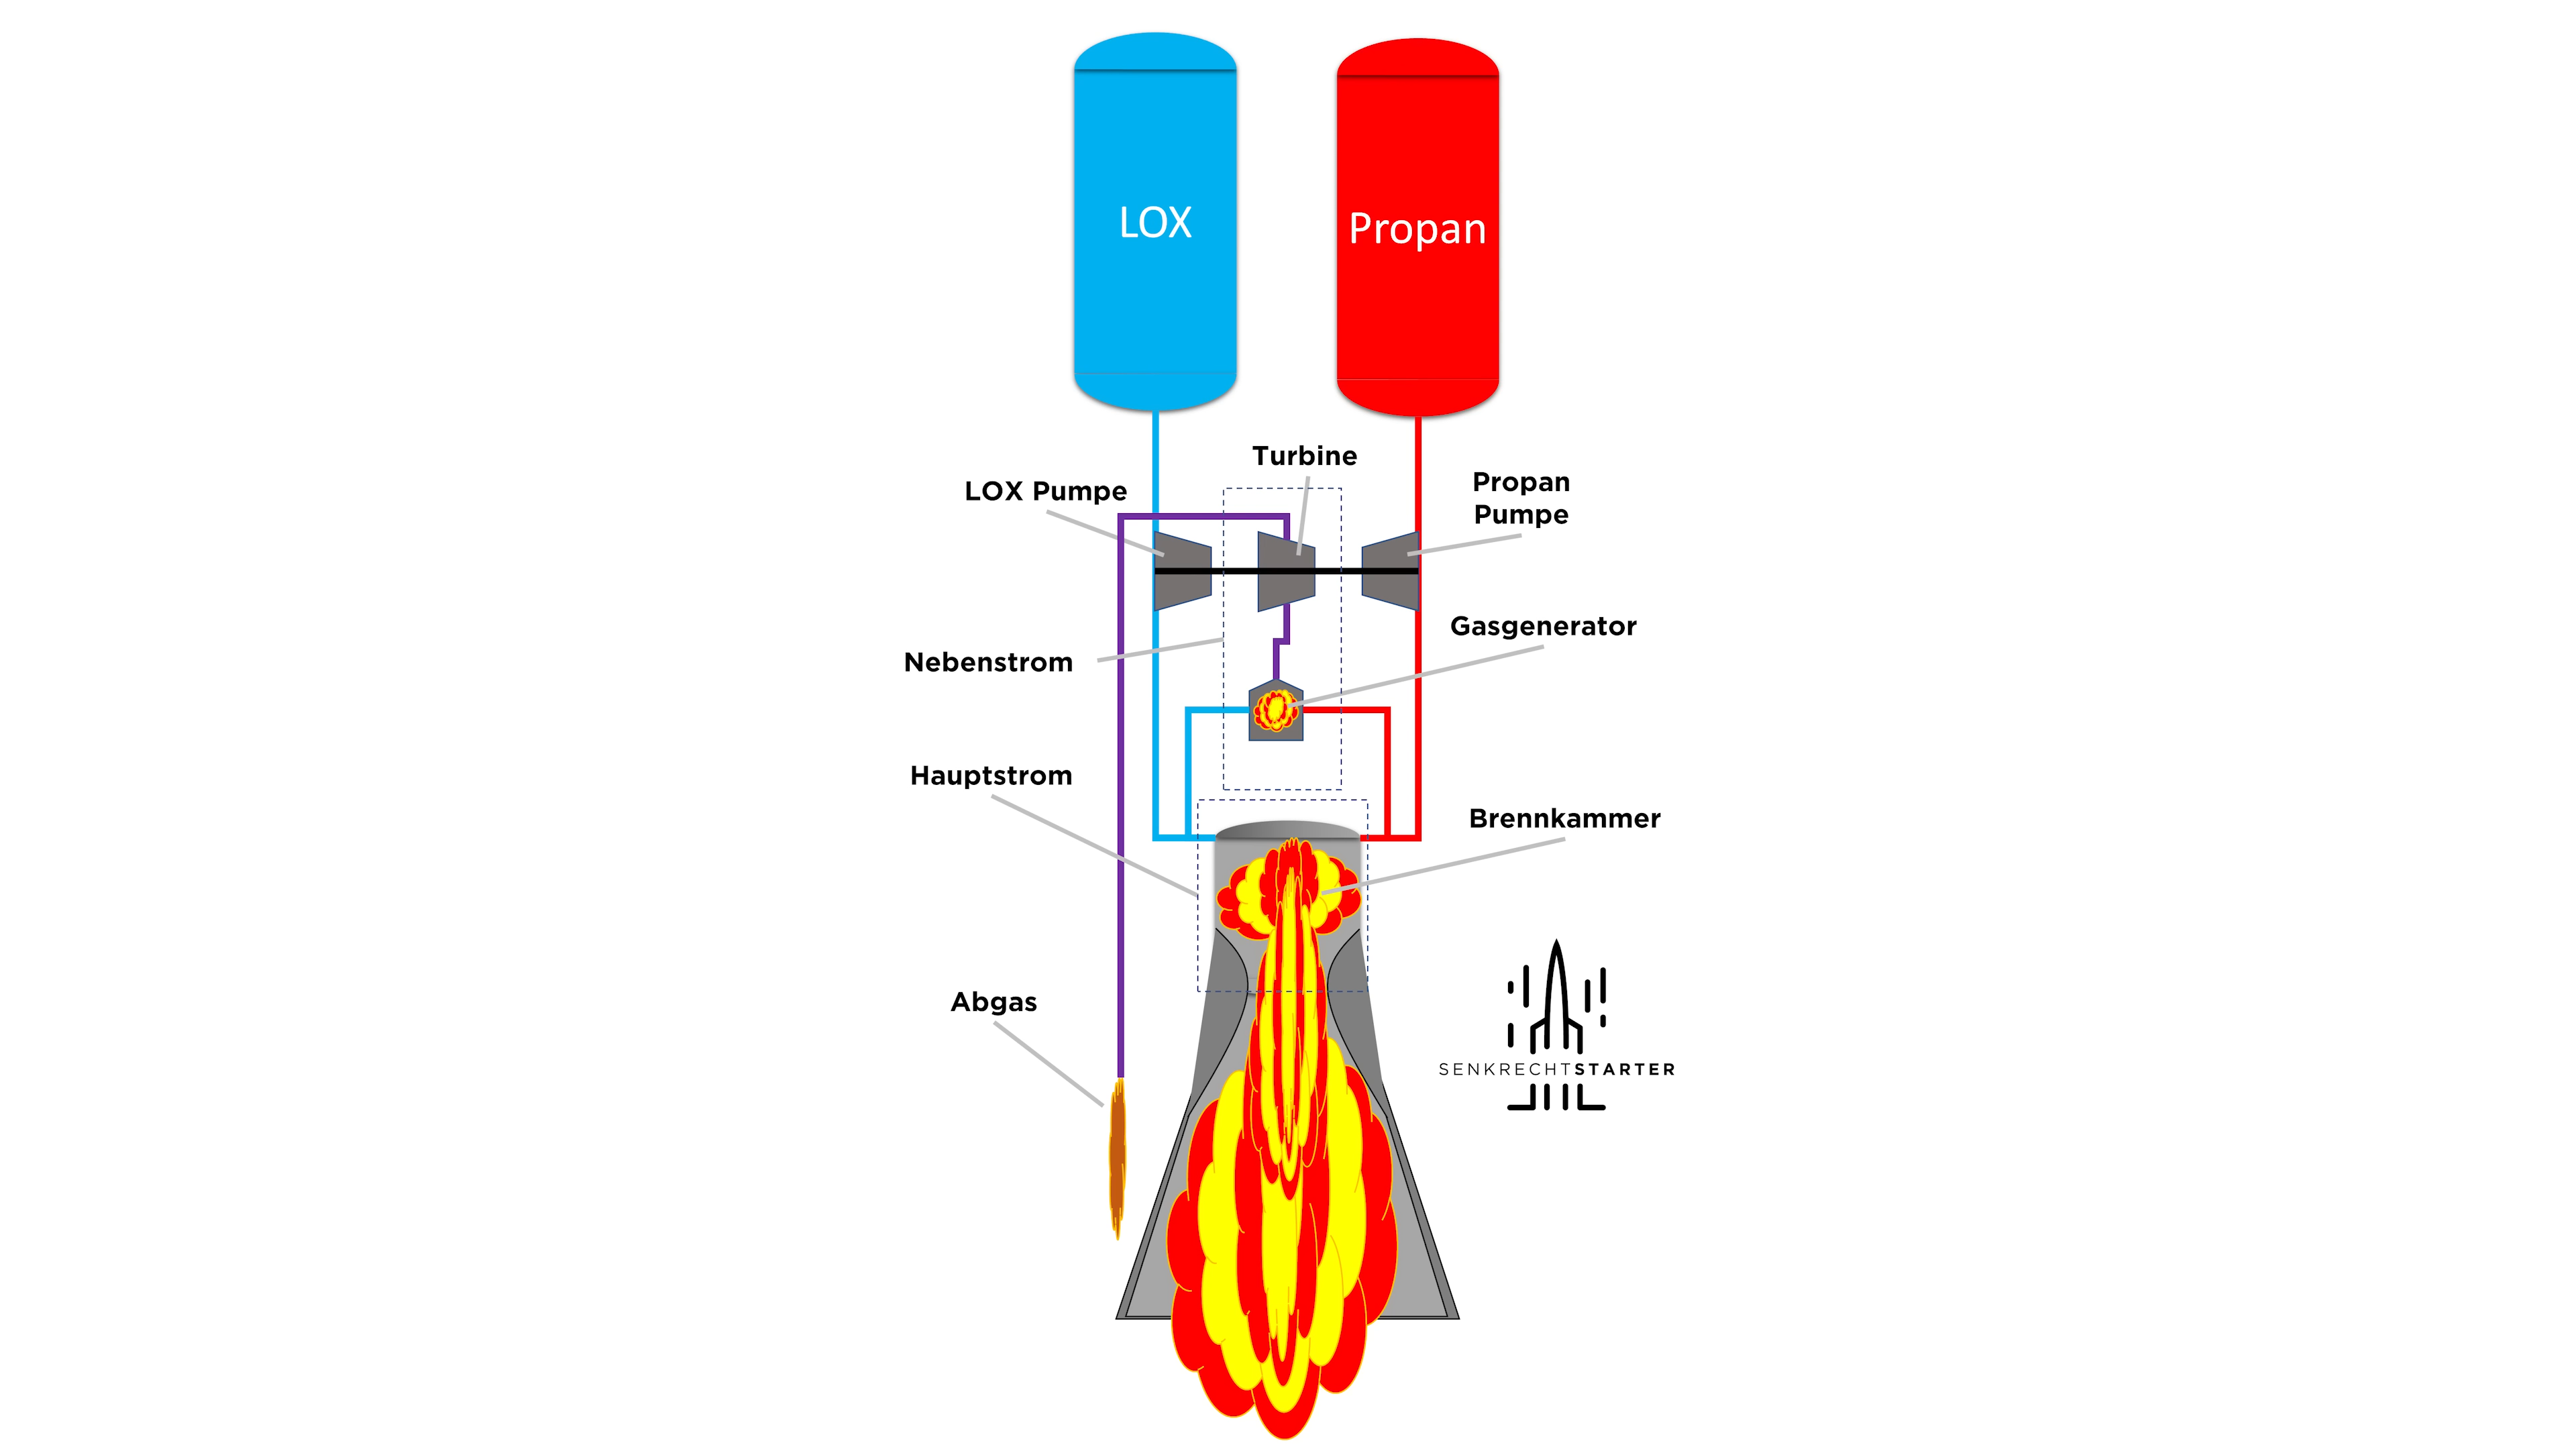 LOX
Propan
Turbine
LOX Pumpe
Propan
Pumpe
Gasgenerator
Nebenstrom
Hauptstrom
Brennkammer
Abgas
SENKRECHTSTARTER